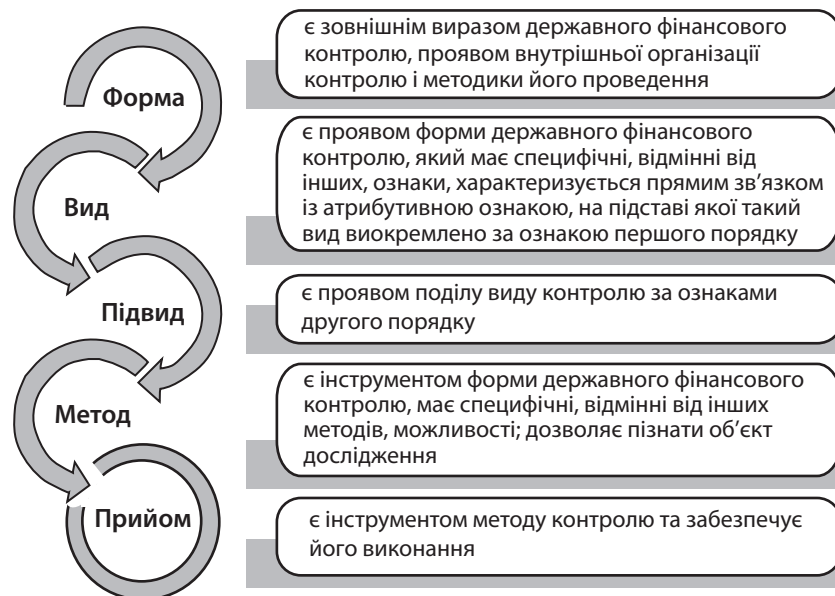 Форма
є зовнішнім виразом державного фінансового
контролю, проявом внутрішньої організації
контролю і методики його проведення
Вид
є проявом форми державного фінансового
контролю, який має специфічні, відмінні від
інших, ознаки, характеризується прямим зв’язком
із атрибутивною ознакою, на підставі якої такий
вид виокремлено за ознакою першого порядку
Підвид
є проявом поділу виду контролю за ознаками
другого порядку
Метод
є інструментом форми державного фінансового
контролю, має специфічні, відмінні від інших
методів, можливості; дозволяє пізнати об’єкт
дослідження
Прийом
є інструментом методу контролю та забезпечує
його виконання